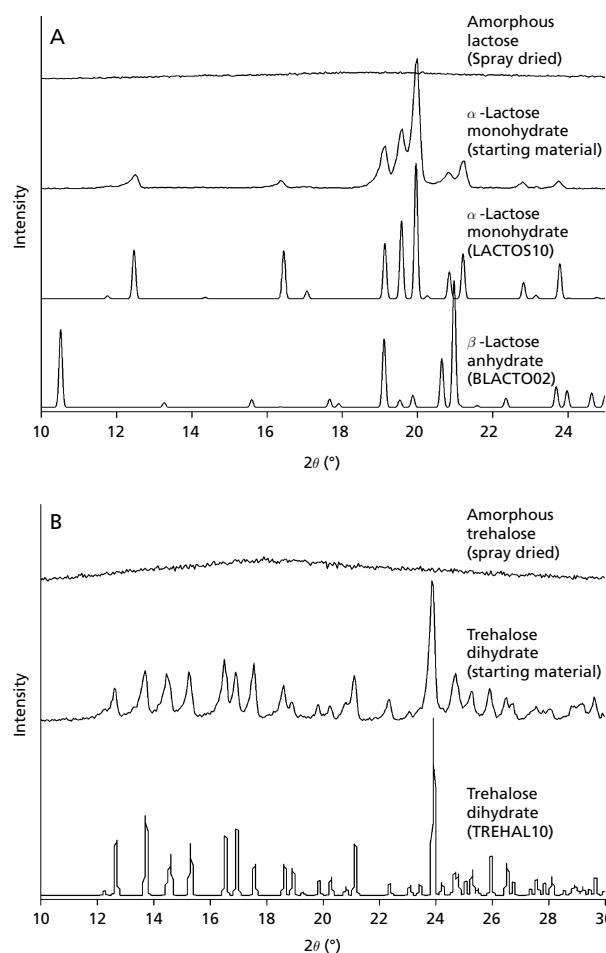 A
Amorphous
lactose
(Spray dried)
α-Lactose
monohydrate
(starting material)
α-Lactose
monohydrate
(LACTOS10)
β-Lactose
anhydrate
(BLACTO02)
Intensity
10 12 14 16 18 20 22 24
2θ (°)
B
Amorphous
trehalose
(spray dried)
Trehalose
dihydrate
(starting material)
Trehalose
dihydrate
(TREHAL10)
Intensity
10 12 14 16 18 20 22 24 26 28 30
2θ (°)